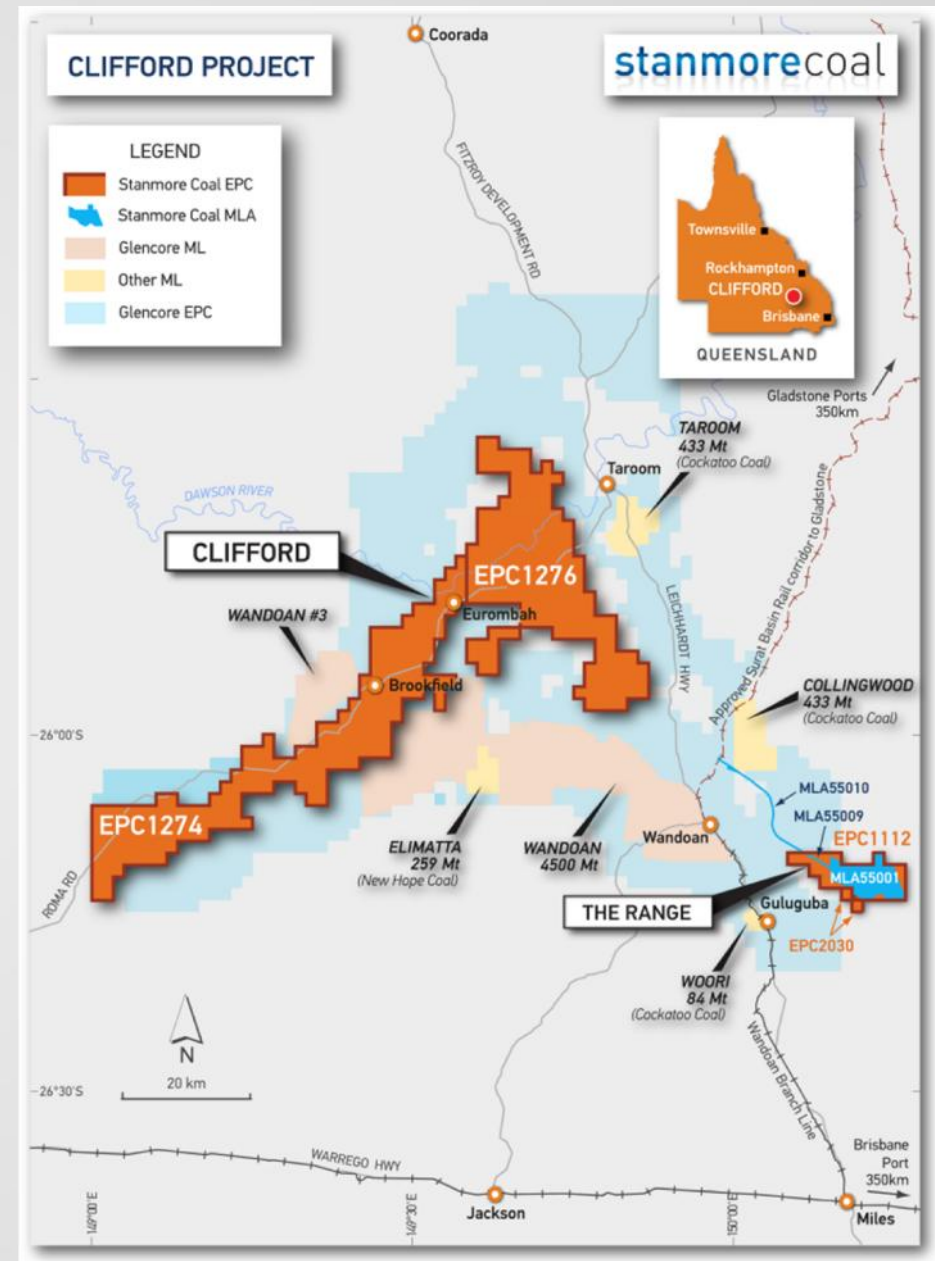 CLIFFORD PROJECT
stanmorecoal
LEGEND
Stanmore Coal EPC
Stanmore Coal MLA
Glencore ML
Other ML
Glencore EPC
Townsville
Rockhampton
CLIFFORD
Brisbane
QUEENSLAND
Coorada
FITZROY DEVELOPMENT RD
Gladstone Ports
350km
TAROOM
433 Mt
(Cockatoo Coal)
Taroom
DAWSON RIVER
CLIFFORD
EPC1276
Eurombah
WANDOAN #3
Brookfield
LEICHHARDT HWY
Approved Surat Basin Rail corridor to Gladstone
COLLINGWOOD
433 Mt
(Cockatoo Coal)
26°00'S
MLA55010
MLA55009
EPC1112
MLA55001
EPC1274
ELIMATTA
259 Mt
(New Hope Coal)
WANDOAN
4500 Mt
Wandoan
THE RANGE
Guluguba
EPC2030
ROMA RD
WOORI
84 Mt
(Cockatoo Coal)
N
20 km
26°30'S
Wandoan Branch Line
WARREGO HWY
Brisbane
Port
350km
149°00'E
149°30'E
150°00'E
Jackson
Miles